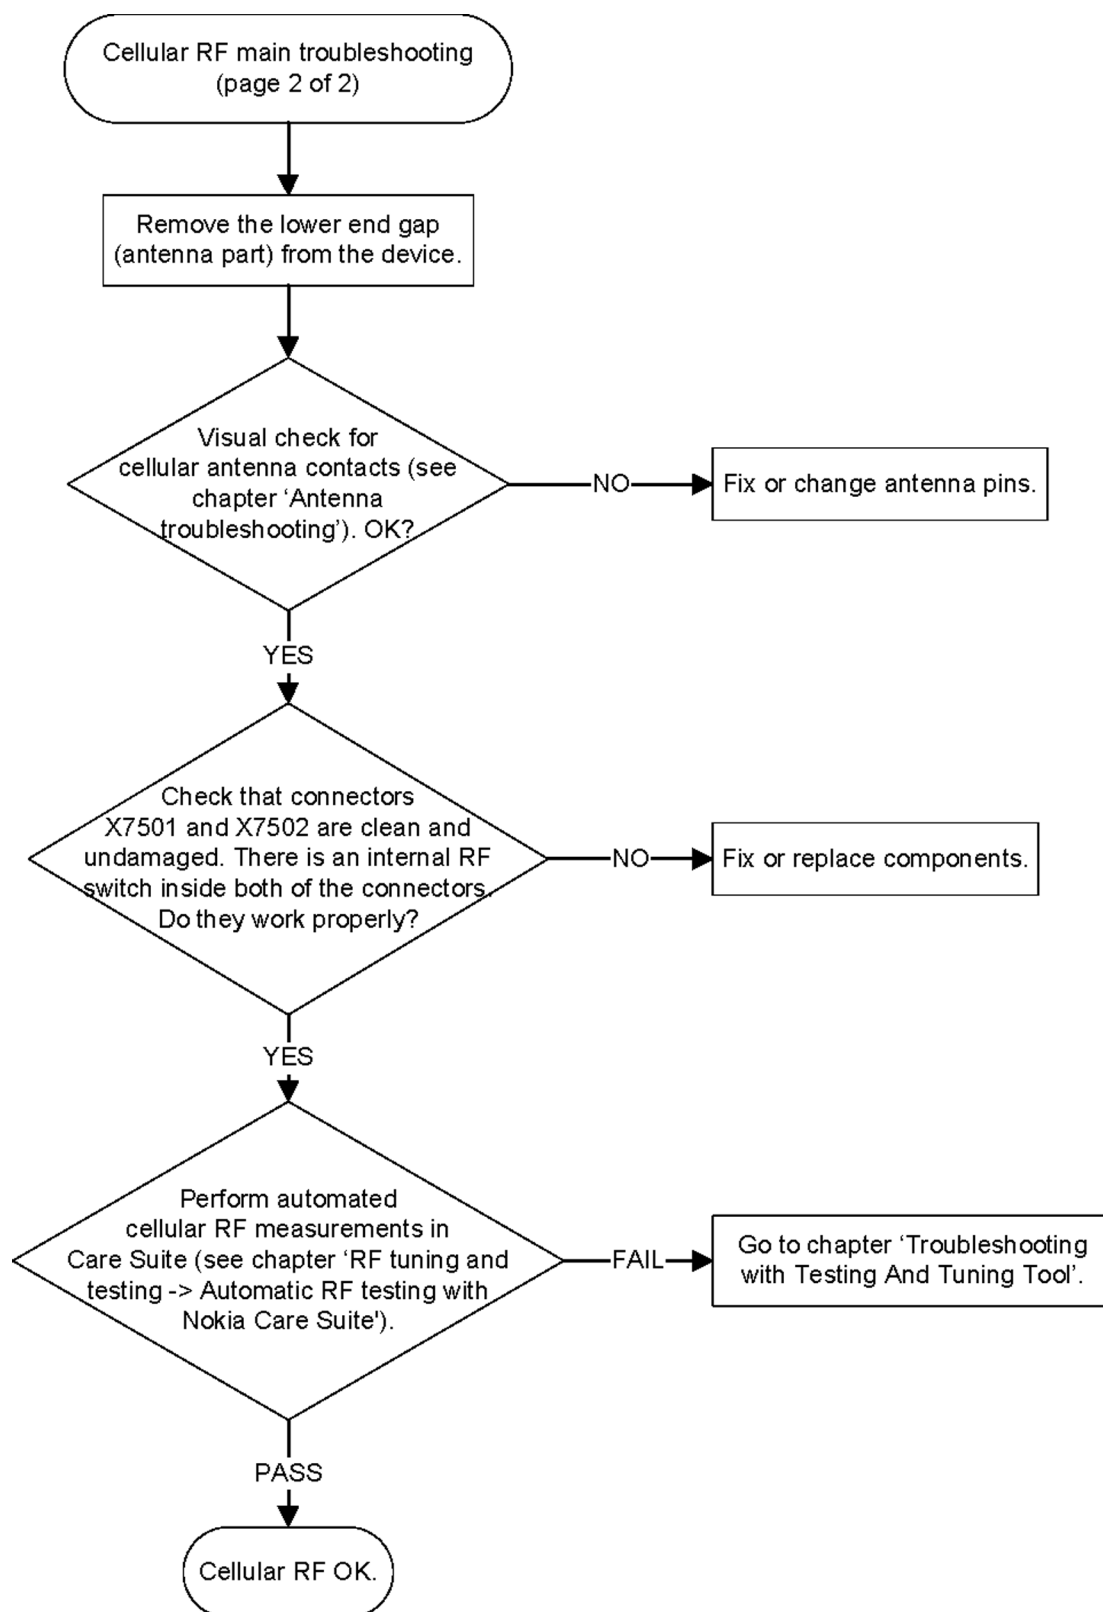 Cellular RF main troubleshooting
(page 2 of 2)
Remove the lower end gap
(antenna part) from the device.
Visual check for
cellular antenna contacts (see
chapter ‘Antenna
troubleshooting’). OK?
NO
Fix or change antenna pins.
YES
Check that connectors
X7501 and X7502 are clean and
undamaged. There is an internal RF
switch inside both of the connectors.
Do they work properly?
NO
Fix or replace components.
YES
Perform automated
cellular RF measurements in
Care Suite (see chapter ‘RF tuning and
testing -> Automatic RF testing with
Nokia Care Suite').
FAIL
Go to chapter ‘Troubleshooting
with Testing And Tuning Tool’.
PASS
Cellular RF OK.